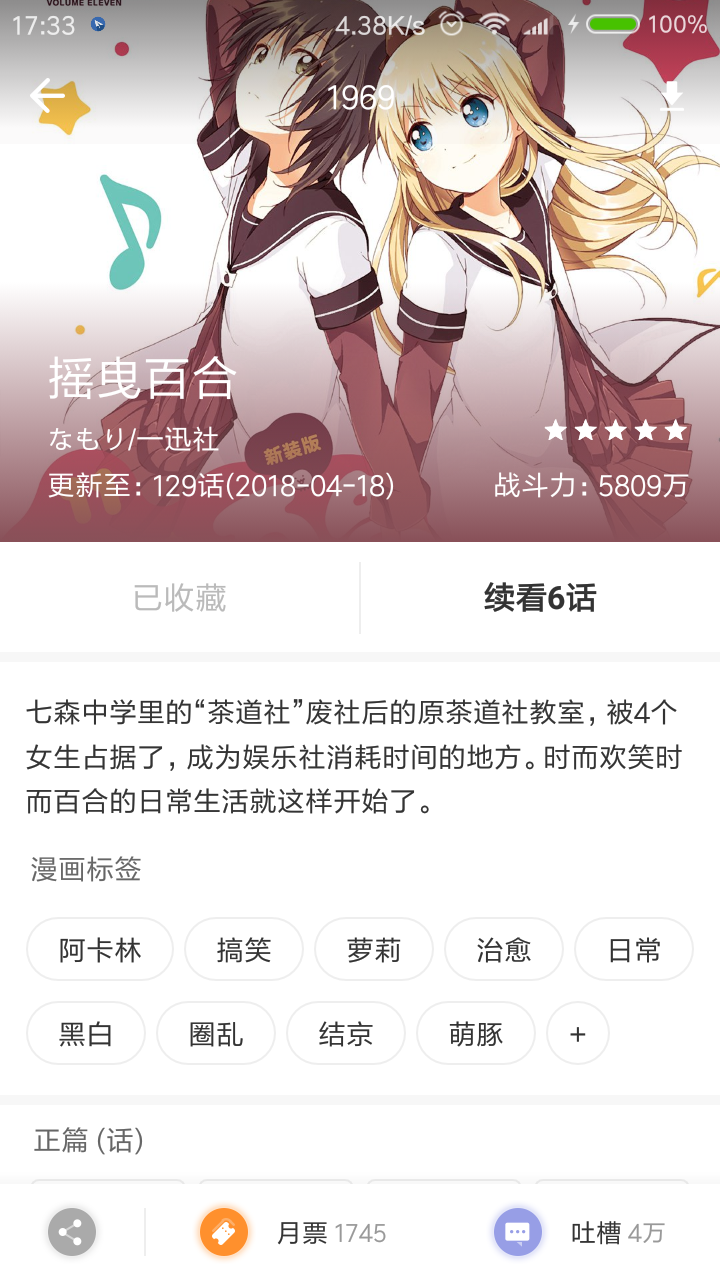 VOLUME ELEVEN
17:33
4.38K/s
100%
1969
摇曳百合
なもり/一迅社
新装版
更新至：129话(2018-04-18)
战斗力：5809万
已收藏
续看6话
七森中学里的“茶道社”废社后的原茶道社教室，被4个
女生占据了，成为娱乐社消耗时间的地方。时而欢笑时
而百合的日常生活就这样开始了。
漫画标签
阿卡林
搞笑
萝莉
治愈
日常
黑白
圈乱
结京
萌豚
+
正篇 (话)
月票 1745
吐槽 4万